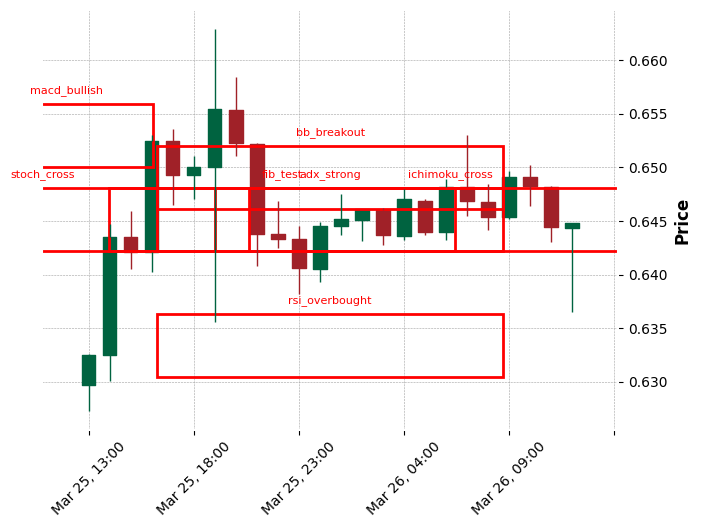 macd_bullish
bb_breakout
stoch_cross
fib_test
adx_strong
ichimoku_cross
rsi_overbought
0.660
0.655
0.650
0.645
0.640
0.635
0.630
Price
Mar 25, 13:00
Mar 25, 18:00
Mar 25, 23:00
Mar 26, 04:00
Mar 26, 09:00